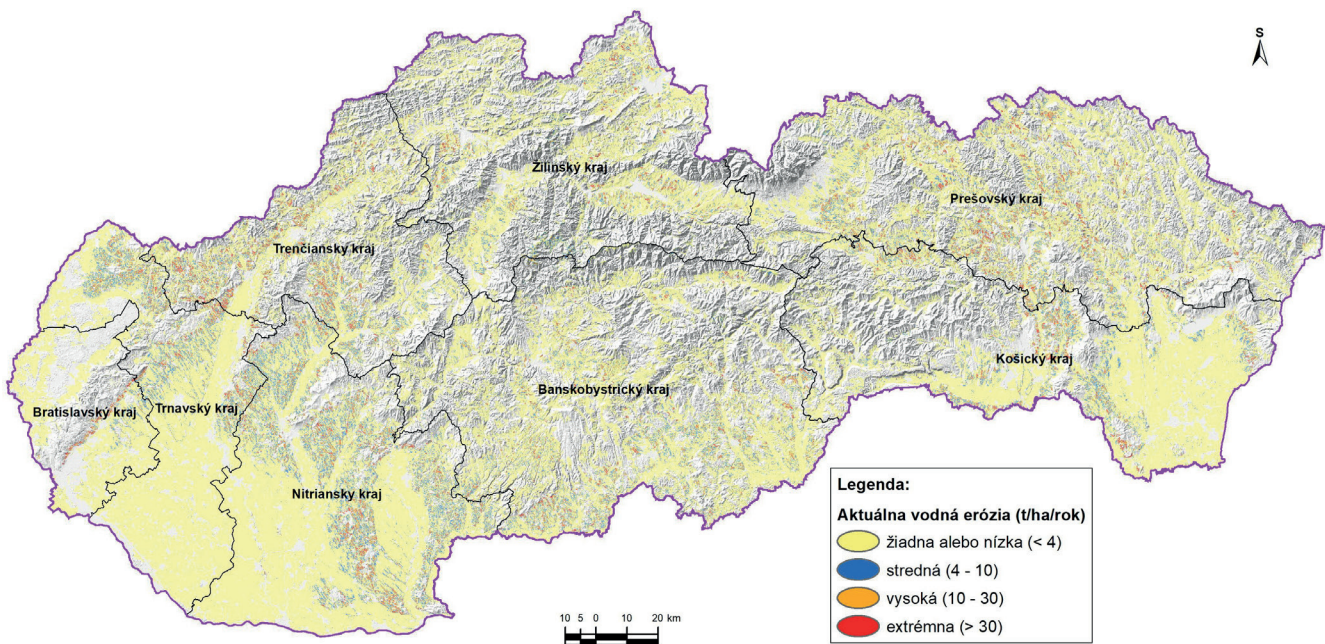 S
Žilinský kraj
Prešovský kraj
Trenčiansky kraj
Košický kraj
Banskobystrický kraj
Bratislavský kraj
Trnavský kraj
Nitriansky kraj
Legenda:
Aktuálna vodná erózia (t/ha/rok)
žiadna alebo nízka (< 4)
stredná (4 - 10)
vysoká (10 - 30)
extrémna (> 30)
10 5 0 10 20 km